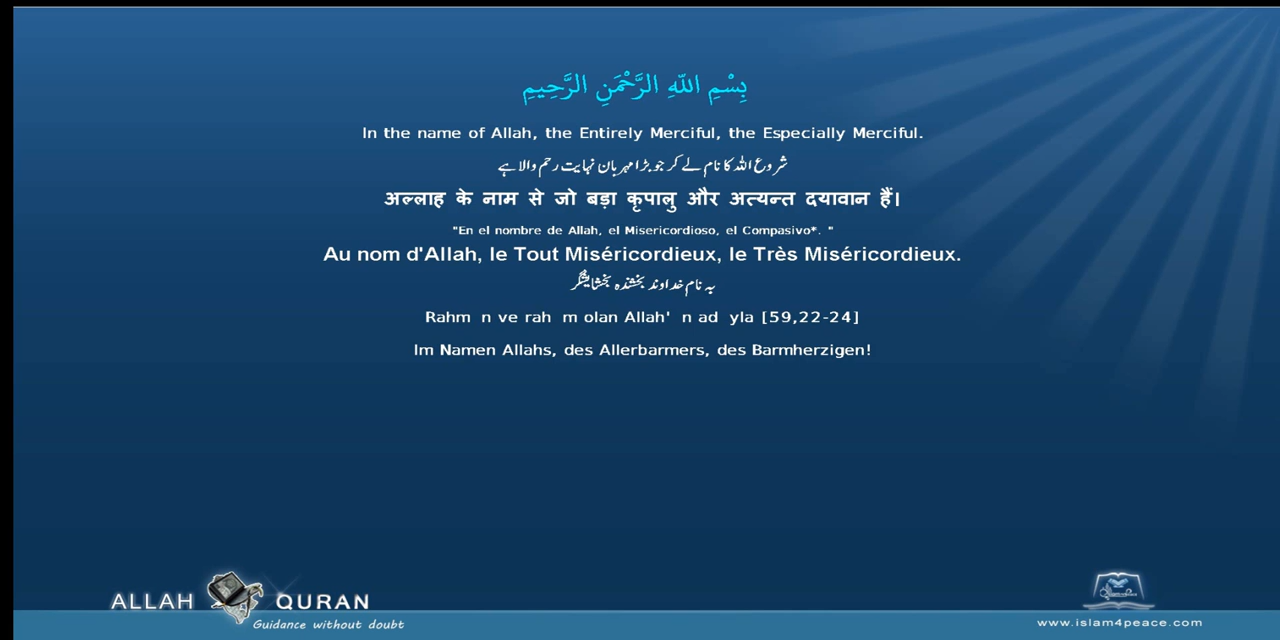 بِسْمِ اللّهِ الرَّحْمَنِ الرَّحِيمِ
In the name of Allah, the Entirely Merciful, the Especially Merciful.
شروع اللہ کا نام لے کر جو بڑا مہربان نہایت رحم والا ہے
अल्लाह के नाम से जो बड़ा कृपालु और अत्यन्त दयावान हैं।
"En el nombre de Allah, el Misericordioso, el Compasivo*. "
Au nom d'Allah, le Tout Miséricordieux, le Très Miséricordieux.
به نام خداوند بخشنده بخشایشگر
Rahm n ve rah m olan Allah' n ad yla [59,22-24]
Im Namen Allahs, des Allerbarmers, des Barmherzigen!
ALLAH QURAN
Guidance without doubt
www.islam4peace.com